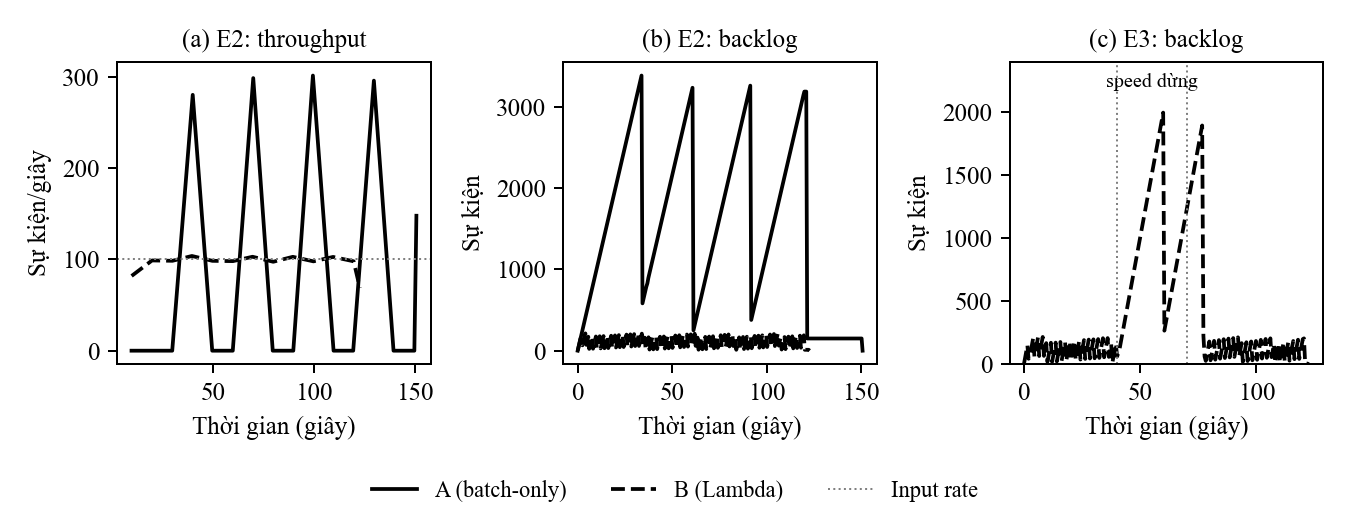 (a) E2: throughput
300
200
100
0
Sự kiện/giây
50
100
150
Thời gian (giây)
(b) E2: backlog
3000
2000
1000
0
Sự kiện
0
50
100
150
Thời gian (giây)
(c) E3: backlog
speed dừng
2000
1500
1000
500
0
Sự kiện
0
50
100
Thời gian (giây)
A (batch-only)
B (Lambda)
Input rate